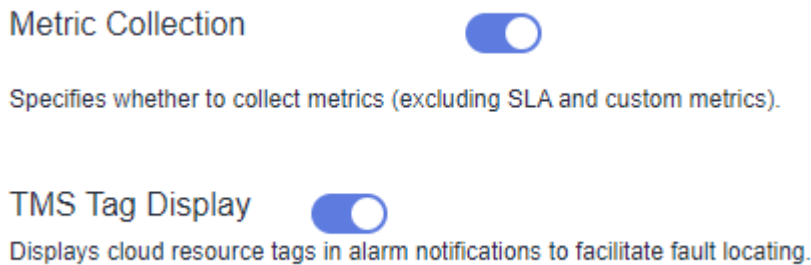 Metric Collection
Specifies whether to collect metrics (excluding SLA and custom metrics).
TMS Tag Display
Displays cloud resource tags in alarm notifications to facilitate fault locating.